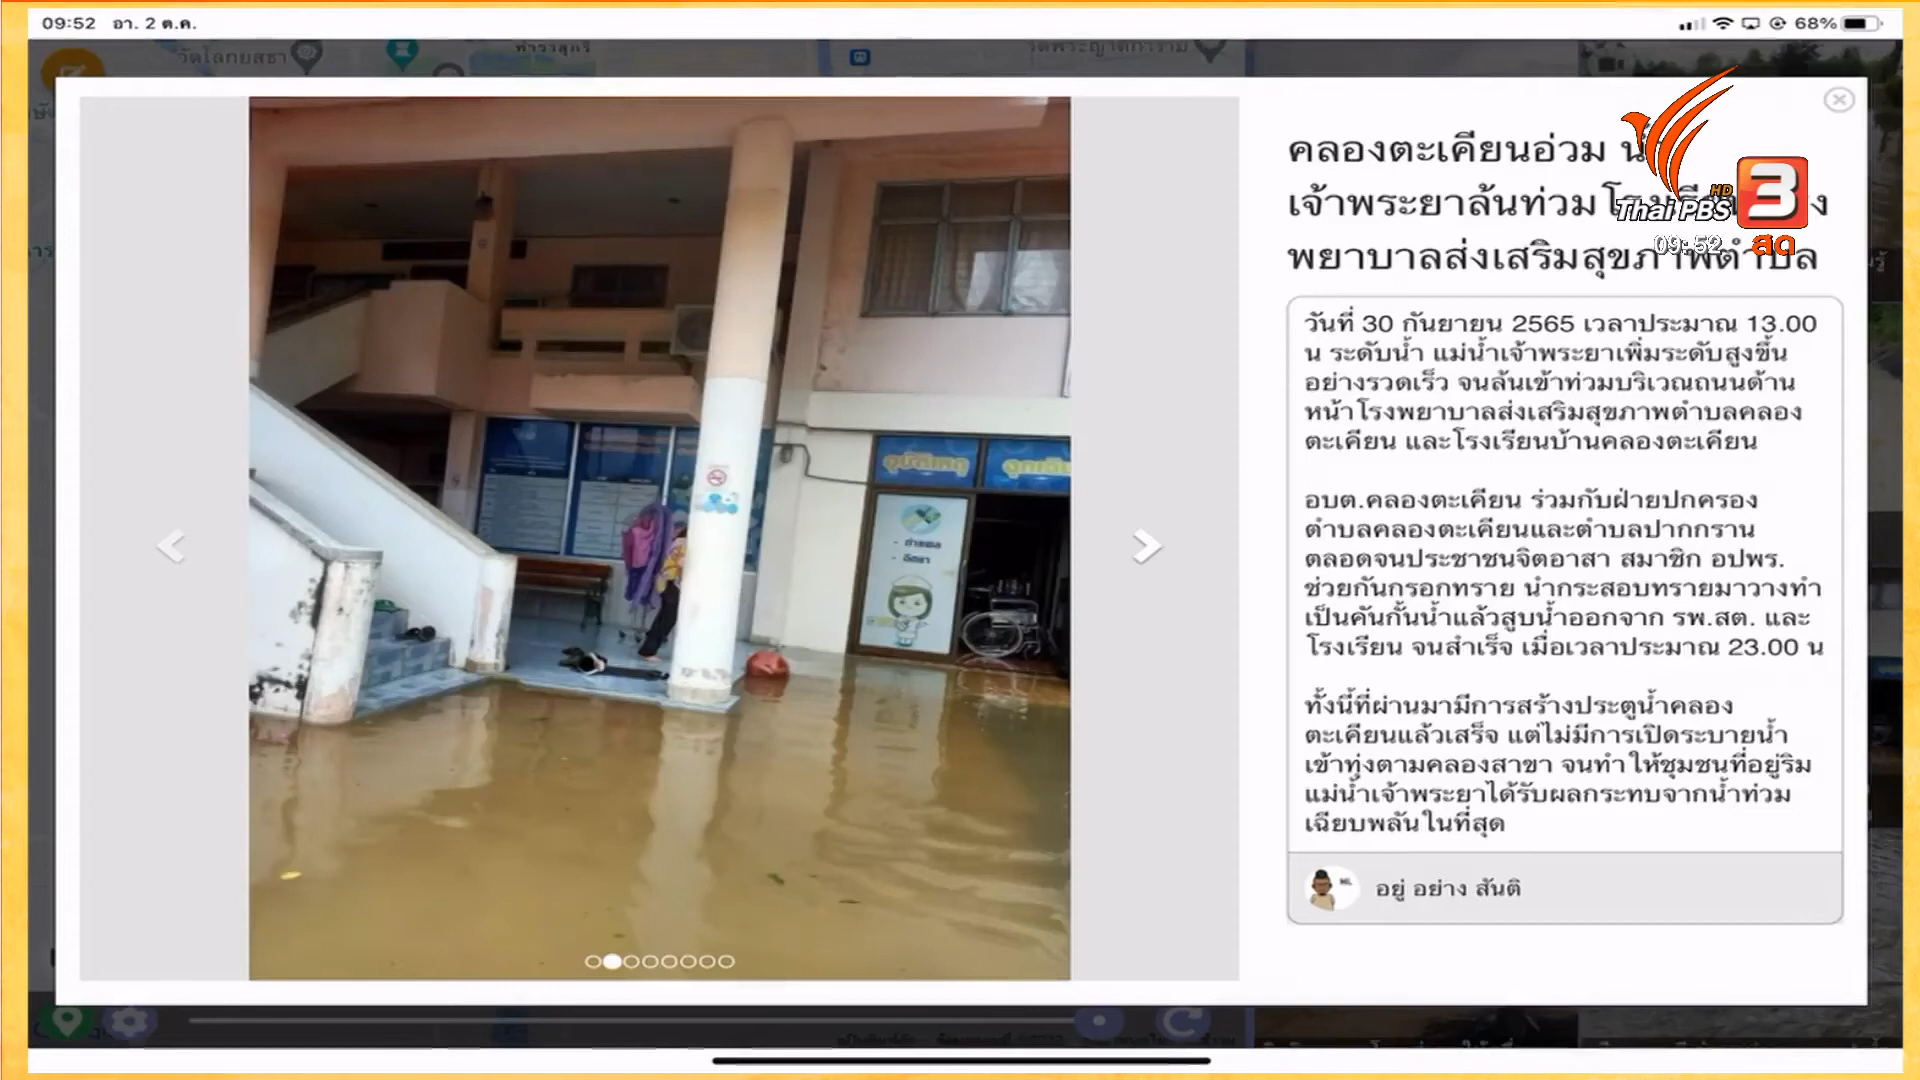 09:52 อา. 2 ต.ค.
68%
วัดโลกยสุธา
คลองตะเคียนอ่วม
เจ้าพระยาล้นท่วม
พยาบาลส่งเสริมสุขภาพตำบล
Thai PBS HD 3
09:52 สด
วันที่ 30 กันยายน 2565 เวลาประมาณ 13.00
น ระดับน้ำ แม่น้ำเจ้าพระยาเพิ่มระดับสูงขึ้น
อย่างรวดเร็ว จนล้นเข้าท่วมบริเวณถนนด้าน
หน้าโรงพยาบาลส่งเสริมสุขภาพตำบลคลอง
ตะเคียน และโรงเรียนบ้านคลองตะเคียน
อบต.คลองตะเคียน ร่วมกับฝ่ายปกครอง
ตำบลคลองตะเคียนและตำบลปากกราน
ตลอดจนประชาชนจิตอาสา สมาชิก อปพร.
ช่วยกันกรอกทราย นำกระสอบทรายมาวางทำ
เป็นคันกั้นน้ำแล้วสูบน้ำออกจาก รพ.สต. และ
โรงเรียน จนสำเร็จ เมื่อเวลาประมาณ 23.00 น
ทั้งนี้ที่ผ่านมามีการสร้างประตูน้ำคลอง
ตะเคียนแล้วเสร็จ แต่ไม่มีการเปิดระบายน้ำ
เข้าทุ่งตามคลองสาขา จนทำให้ชุมชนที่อยู่ริม
แม่น้ำเจ้าพระยาได้รับผลกระทบจากน้ำท่วม
เฉียบพลันในที่สุด
อยู่ อย่าง สันติ
อุบัติเหตุ
ฉุกเฉิน
- ทำแผล
- ฉีดยา